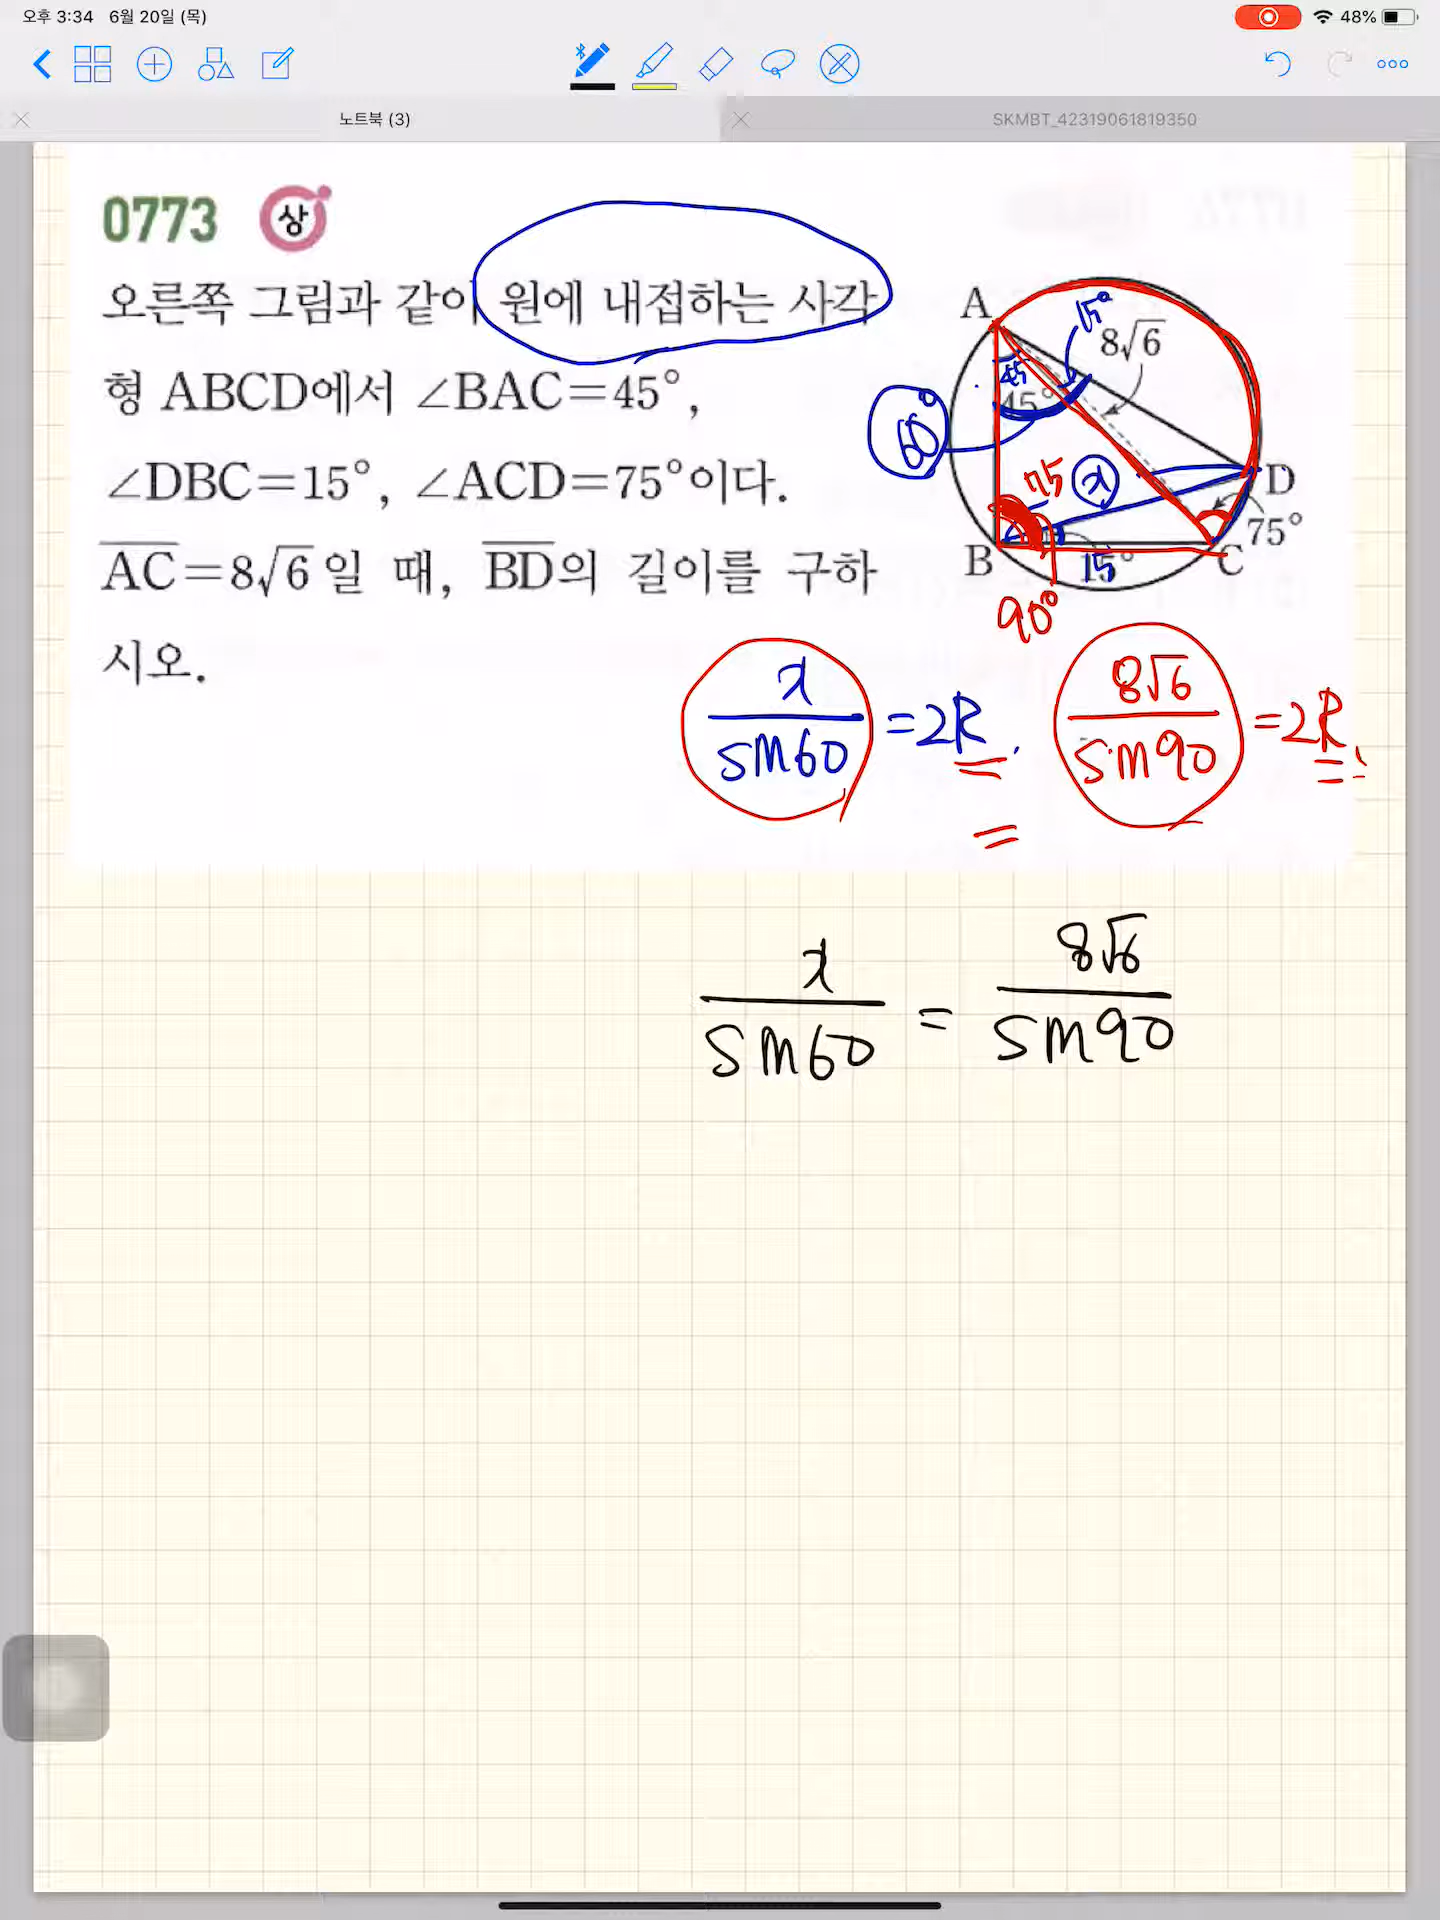 오후 3:34 6월 20일 (목)
48%
노트북 (3)
SKMBT_42319061819350
0773 상
오른쪽 그림과 같이 원에 내접하는 사각
형 ABCD에서 ∠BAC=45°,
∠DBC=15°, ∠ACD=75°이다.
AC=8√6일 때, BD의 길이를 구하
시오.
A
15°
8√6
45
45°
60°
75
x
D
75°
B
15°
15
C
90°
x/sin60 =2R
8√6/sin90 =2R
=
x/sin60 = 8√6/sin90